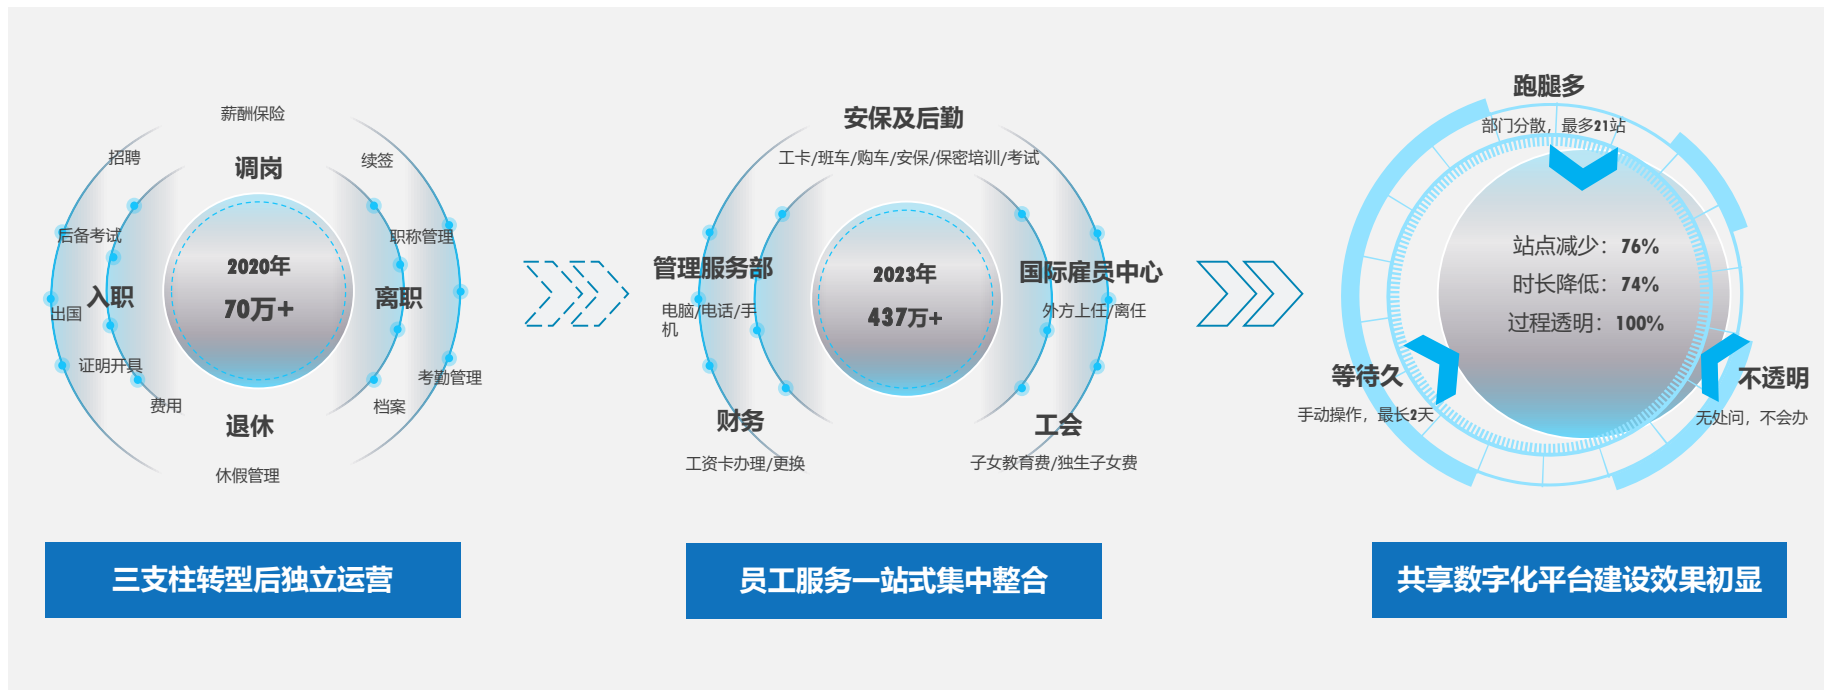 薪酬保险
招聘
调岗
续签
后备考试
职称管理
2020年
70万+
入职
离职
出国
证明开具
考勤管理
费用
档案
退休
休假管理
三支柱转型后独立运营
安保及后勤
工卡/班车/购车/安保/保密培训/考试
管理服务部
电脑/电话/手
机
2023年
437万+
国际雇员中心
外方上任/离任
财务
工资卡办理/更换
工会
子女教育费/独生子女费
员工服务一站式集中整合
跑腿多
部门分散，最多21站
站点减少：76%
时长降低：74%
过程透明：100%
等待久
手动操作，最长2天
不透明
无处问，不会办
共享数字化平台建设效果初显